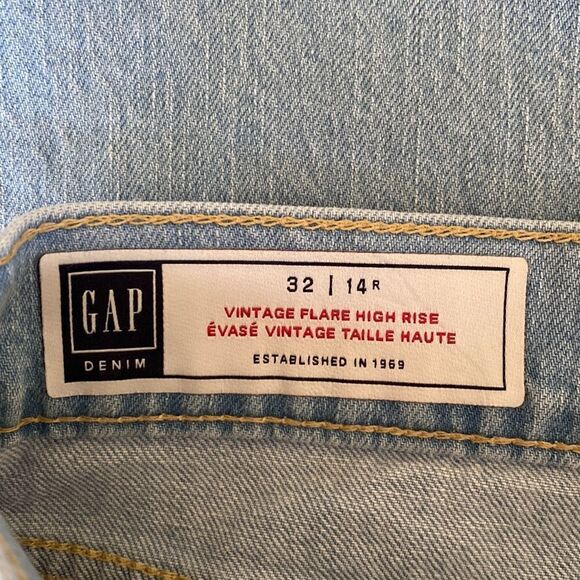 GAP
DENIM
32 | 14R
VINTAGE FLARE HIGH RISE
ÉVASÉ VINTAGE TAILLE HAUTE
ESTABLISHED IN 1969